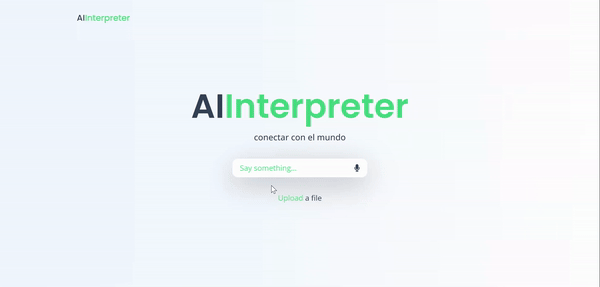 AIInterpreter
AIInterpreter
conectar con el mundo
Say something...
Upload a file